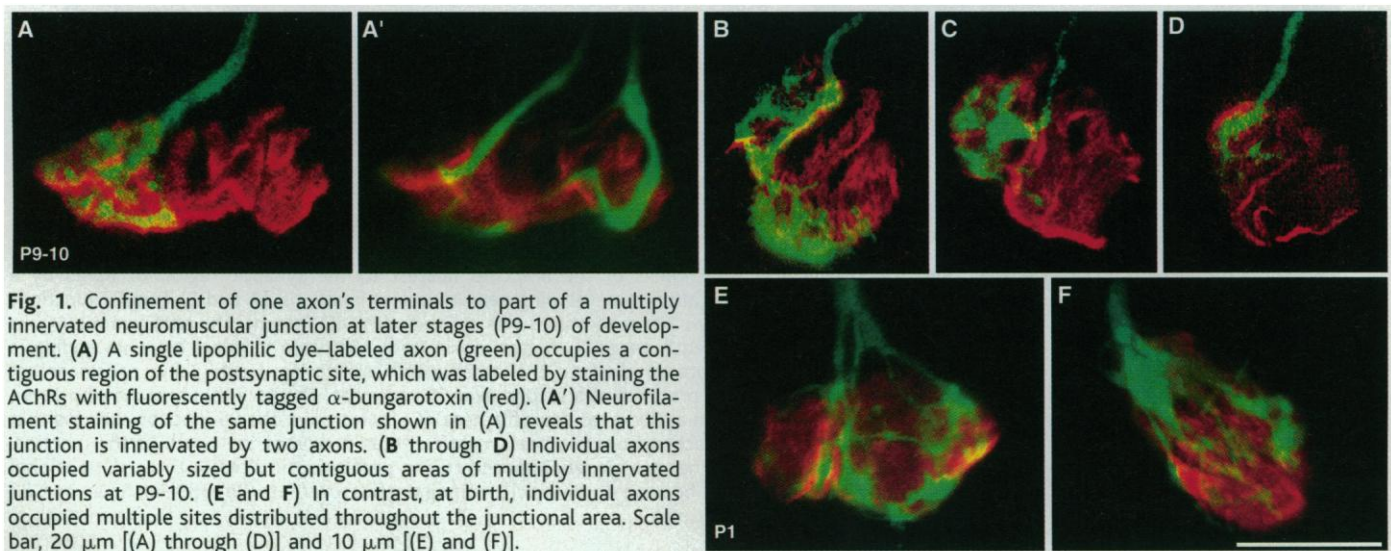 A
A'
B
C
D
P9-10
Fig. 1. Confinement of one axon's terminals to part of a multiply
innervated neuromuscular junction at later stages (P9-10) of develop-
ment. (A) A single lipophilic dye–labeled axon (green) occupies a con-
tiguous region of the postsynaptic site, which was labeled by staining the
AChRs with fluorescently tagged α-bungarotoxin (red). (A′) Neurofila-
ment staining of the same junction shown in (A) reveals that this
junction is innervated by two axons. (B through D) Individual axons
occupied variably sized but contiguous areas of multiply innervated
junctions at P9-10. (E and F) In contrast, at birth, individual axons
occupied multiple sites distributed throughout the junctional area. Scale
bar, 20 μm [(A) through (D)] and 10 μm [(E) and (F)].
E
F
P1